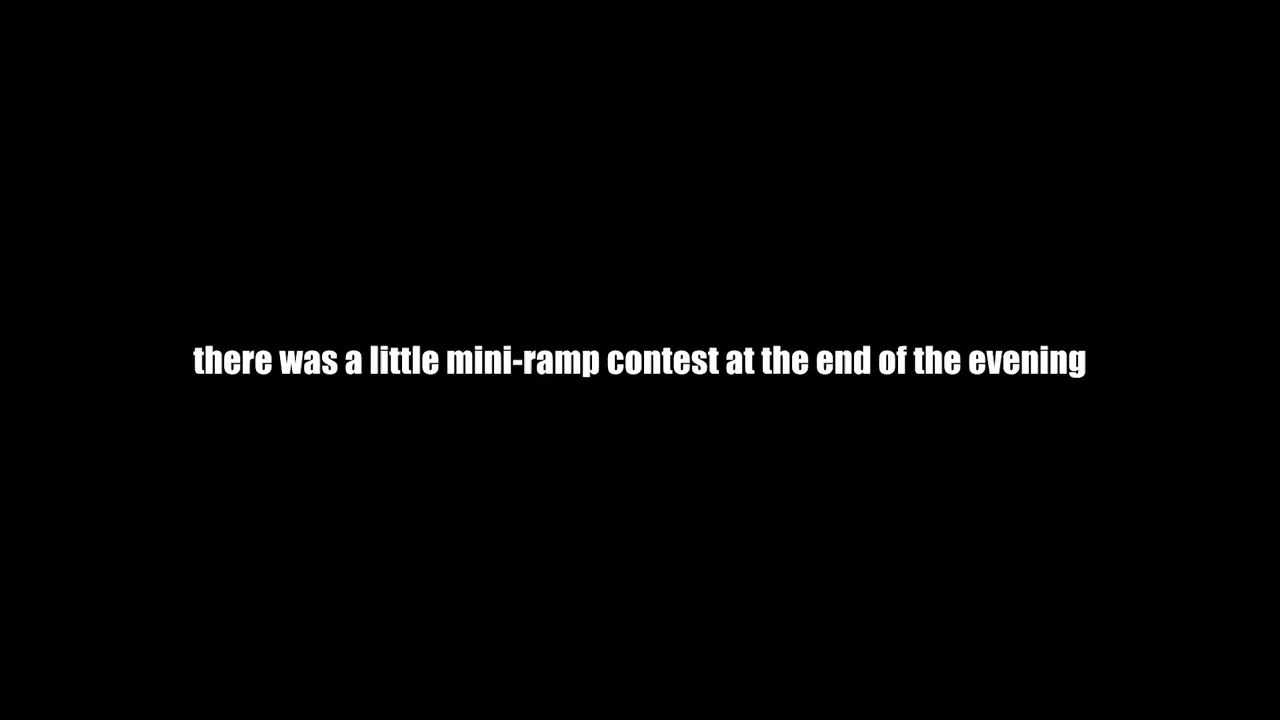 there was a little mini-ramp contest at the end of the evening